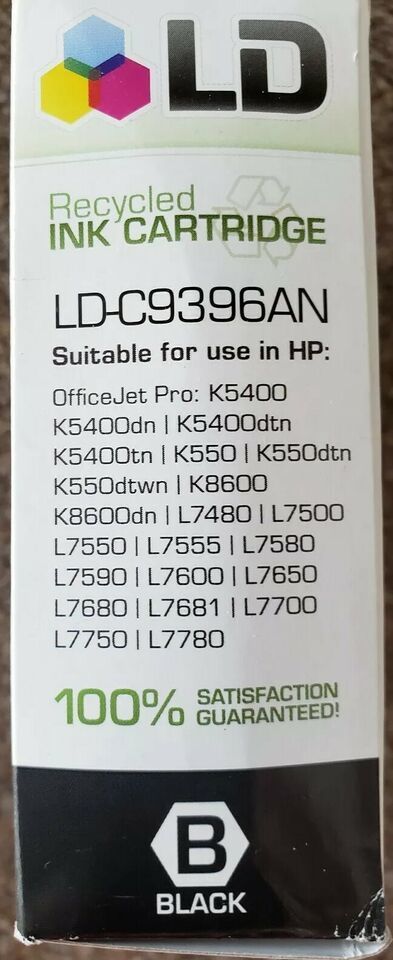 LD
Recycled
INK CARTRIDGE
LD-C9396AN
Suitable for use in HP:
OfficeJet Pro: K5400
K5400dn | K5400dtn
K5400tn | K550 | K550dtn
K550dtwn | K8600
K8600dn | L7480 | L7500
L7550 | L7555 | L7580
L7590 | L7600 | L7650
L7680 | L7681 | L7700
L7750 | L7780
100% SATISFACTION
GUARANTEED!
B
BLACK